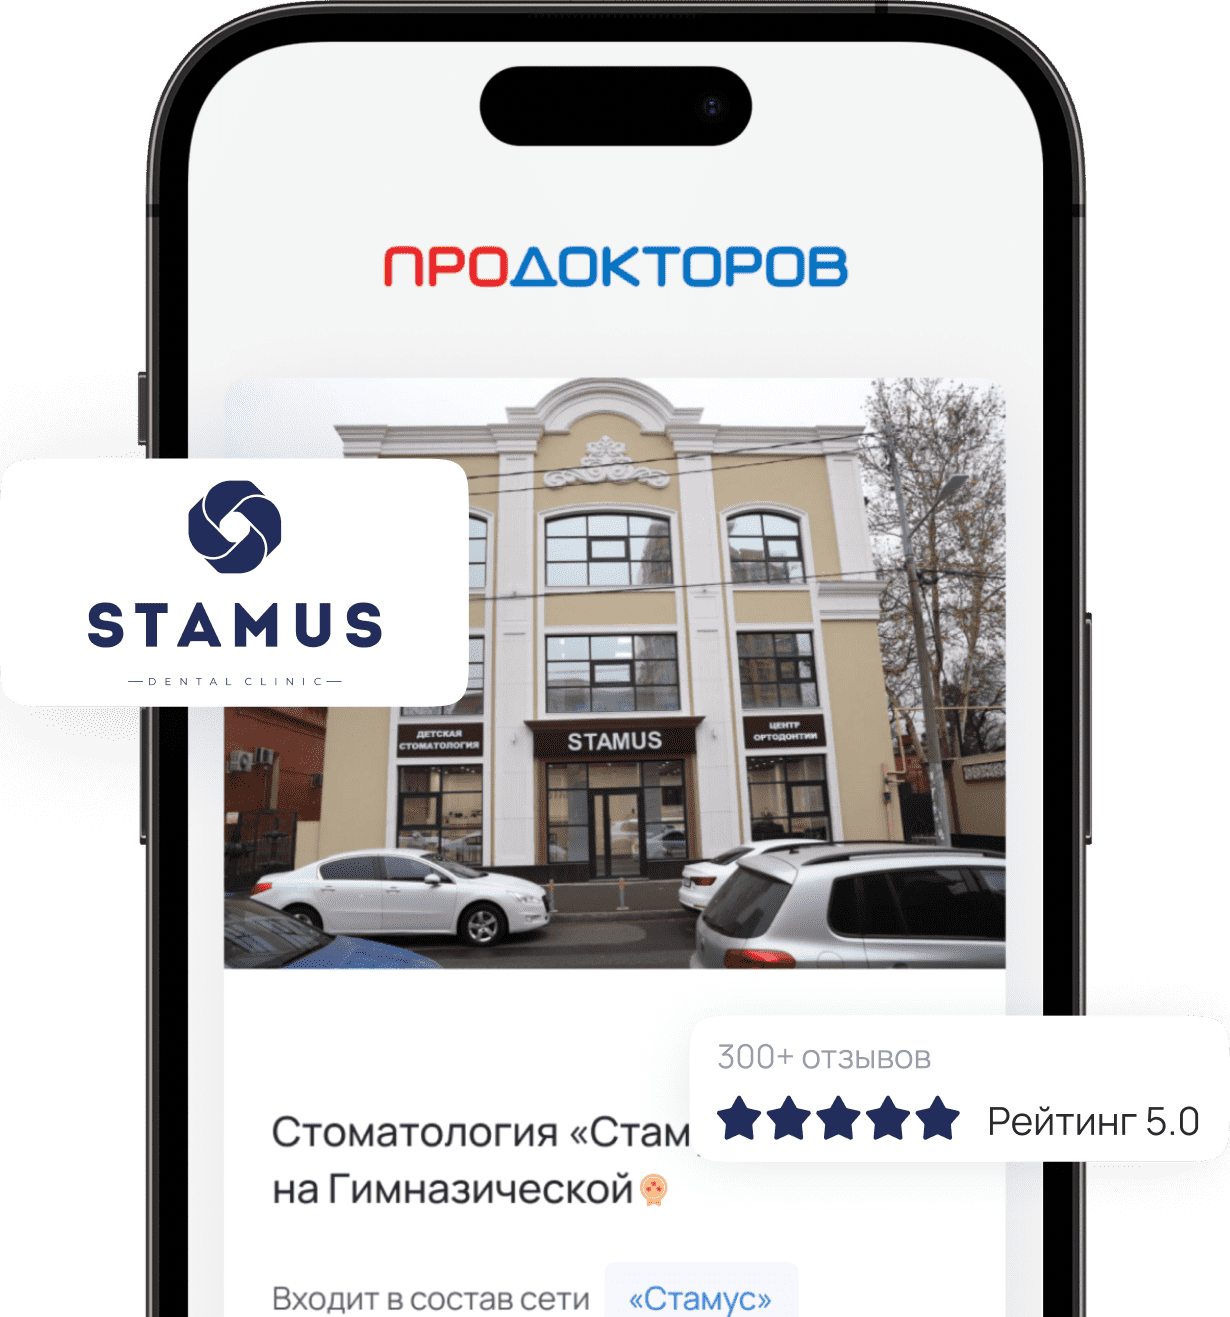 ПРОДОКТОРОВ
STAMUS
DENTAL CLINIC
ДЕТСКАЯ
СТОМАТОЛОГИЯ
STAMUS
ЦЕНТР
ОРТОДОНТИИ
300+ отзывов
Рейтинг 5.0
Стоматология «Стам
на Гимназической
Входит в состав сети «Стамус»